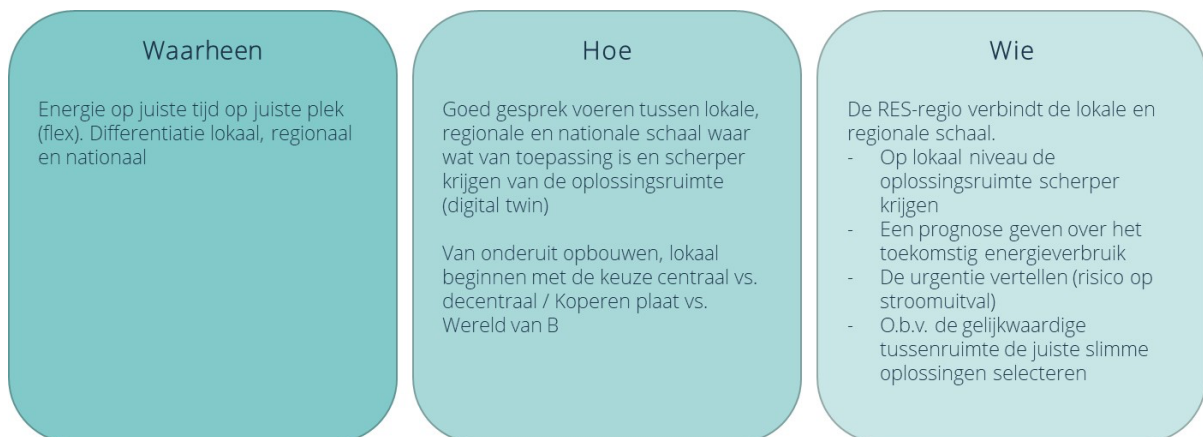 Waarheen
Energie op juiste tijd op juiste plek
(flex). Differentiatie lokaal, regionaal
en nationaal
Hoe
Goed gesprek voeren tussen lokale,
regionale en nationale schaal waar
wat van toepassing is en scherper
krijgen van de oplossingsruimte
(digital twin)
Van onderuit opbouwen, lokaal
beginnen met de keuze centraal vs.
decentraal / Koperen plaat vs.
Wereld van B
Wie
De RES-regio verbindt de lokale en
regionale schaal.
- Op lokaal niveau de
oplossingsruimte scherper
krijgen
- Een prognose geven over het
toekomstig energieverbruik
- De urgentie vertellen (risico op
stroomuitval)
- O.b.v. de gelijkwaardige
tussenruimte de juiste slimme
oplossingen selecteren